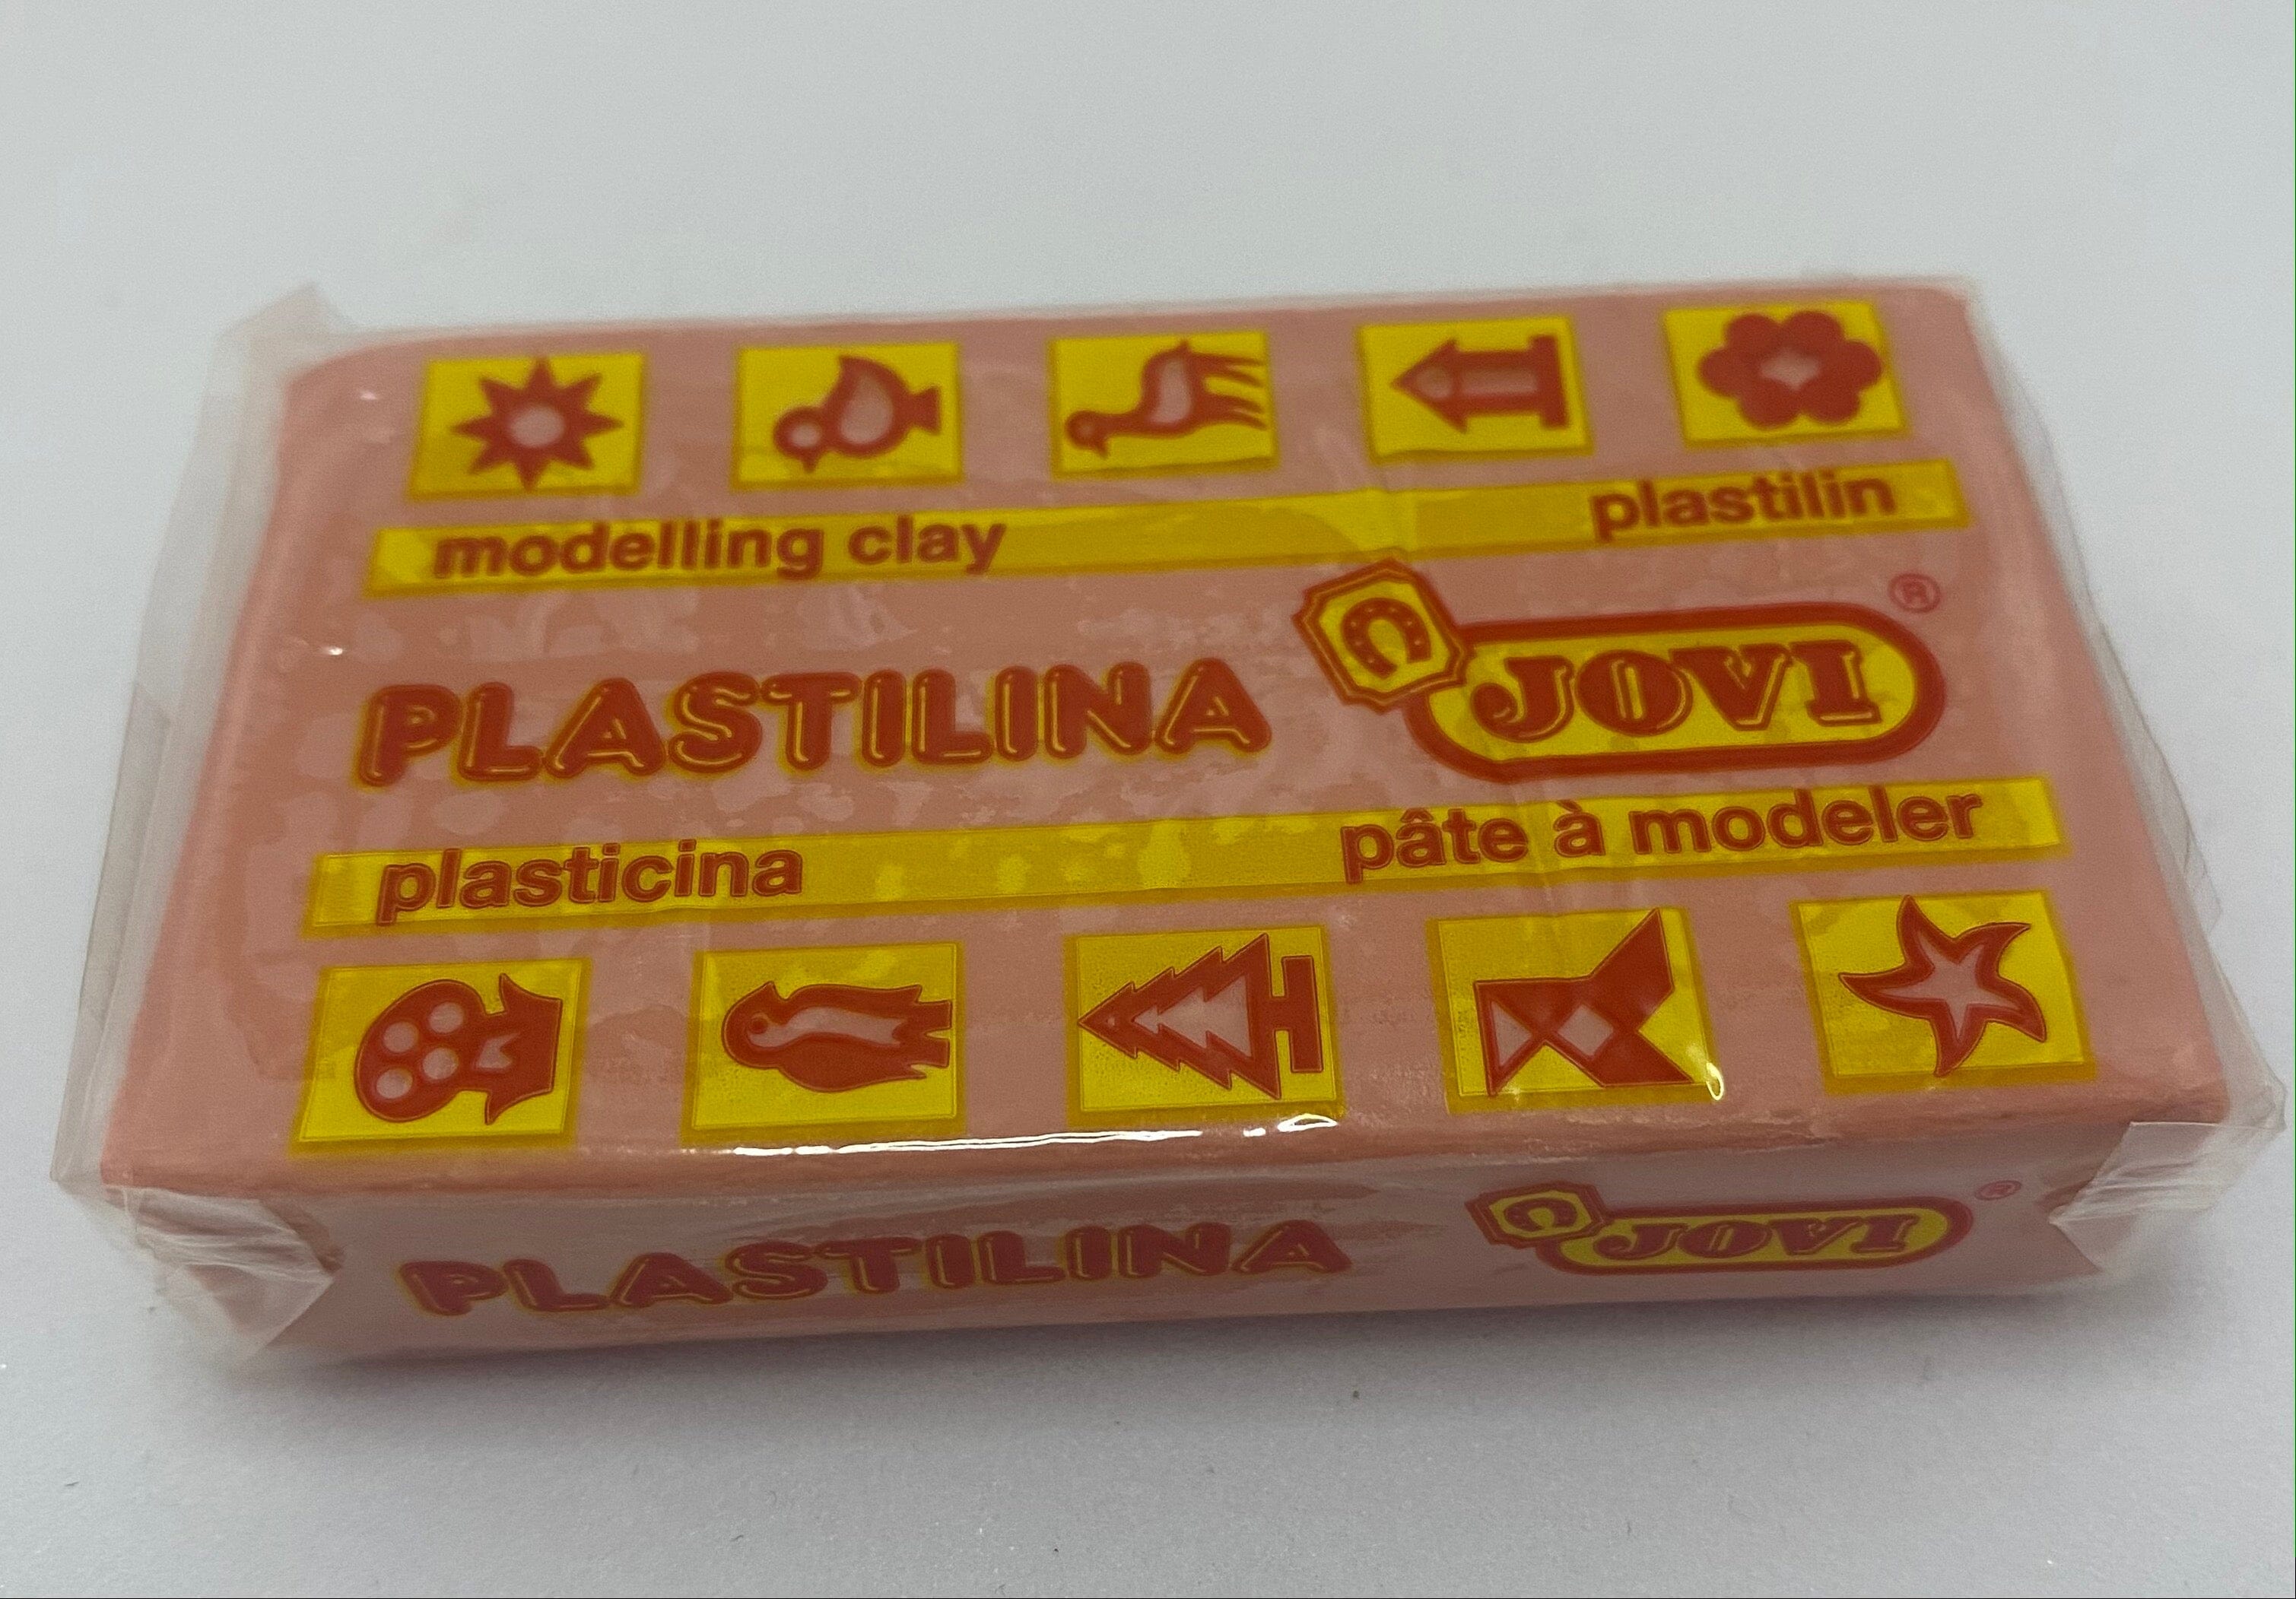 modelling clay plastilin
PLASTILINA JOVI ®
plasticina pâte à modeler
PLASTILINA JOVI ®